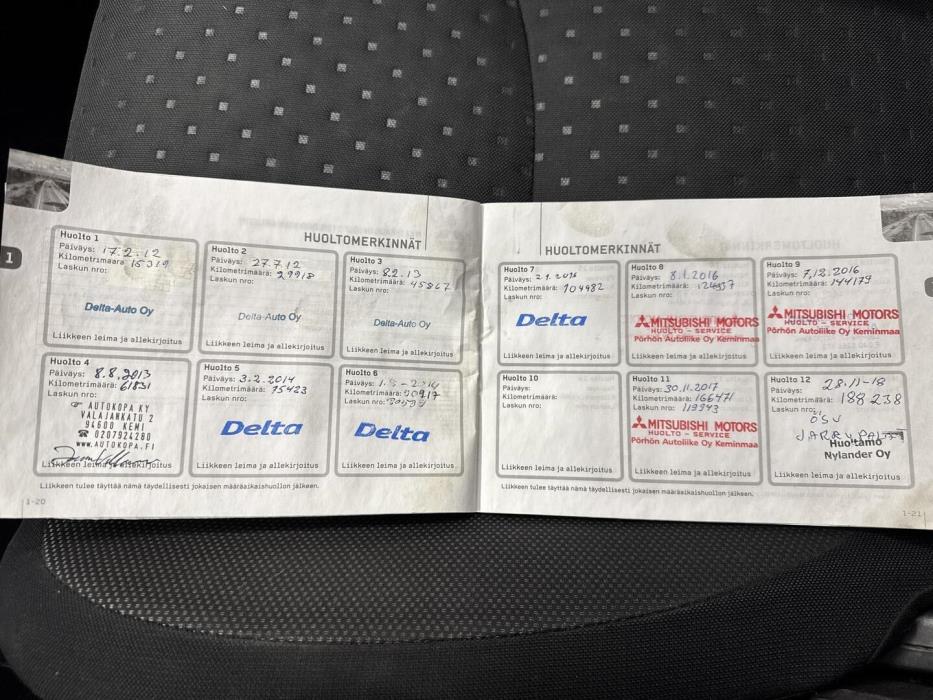 1
HUOLTOMERKINNÄT
Huolto 1
Päiväys: 17.2.12
Kilometrimäärä 15319
Laskun nro:
Delta-Auto Oy
Liikkeen leima ja allekirjoitus
Huolto 2
Päiväys: 27.7.12
Kilometrimäärä: 29918
Laskun nro:
Delta-Auto Oy
Liikkeen leima ja allekirjoitus
Huolto 3
Päiväys: 8.2.13
Kilometrimäärä: 45867
Laskun nro:
Delta-Auto Oy
Liikkeen leima ja allekirjoitus
Huolto 4
Päiväys: 8.8.2013
Kilometrimäärä: 61831
Laskun nro:
AUTOKOPA KY
VALAJANKATU 2
94600 KEMI
☎ 0207924280
WWW.AUTOKOPA.FI
Liikkeen leima ja allekirjoitus
Huolto 5
Päiväys: 3.2.2014
Kilometrimäärä: 75423
Laskun nro:
Delta
Liikkeen leima ja allekirjoitus
Huolto 6
Päiväys:
Kilometrimäärä: 90917
Laskun nro:
Delta
Liikkeen leima ja allekirjoitus
Liikkeen tulee täyttää nämä täydellisesti jokaisen määräaikaishuollon jälkeen.
1-20
HUOLTOMERKINNÄT
Huolto 7
Päiväys:
Kilometrimäärä: 104482
Laskun nro:
Delta
Liikkeen leima ja allekirjoitus
Huolto 8
Päiväys: 8.1.2016
Kilometrimäärä:
Laskun nro:
MITSUBISHI MOTORS
HUOLTO - SERVICE
Pörhön Autoliike Oy Keminmaa
Liikkeen leima ja allekirjoitus
Huolto 9
Päiväys: 7.12.2016
Kilometrimäärä: 144179
Laskun nro:
MITSUBISHI MOTORS
HUOLTO - SERVICE
Pörhön Autoliike Oy Keminmaa
Liikkeen leima ja allekirjoitus
Huolto 10
Päiväys:
Kilometrimäärä:
Laskun nro:
Liikkeen leima ja allekirjoitus
Huolto 11
Päiväys: 30.11.2017
Kilometrimäärä: 166471
Laskun nro: 119943
MITSUBISHI MOTORS
HUOLTO - SERVICE
Pörhön Autoliike Oy Keminmaa
Liikkeen leima ja allekirjoitus
Huolto 12
Päiväys: 28.11-18
Kilometrimäärä: 188238
Laskun nro:
ÖSV
Huoltamo
Nylander Oy
Liikkeen leima ja allekirjoitus
Liikkeen tulee täyttää nämä täydellisesti jokaisen määräaikaishuollon jälkeen.
1-21